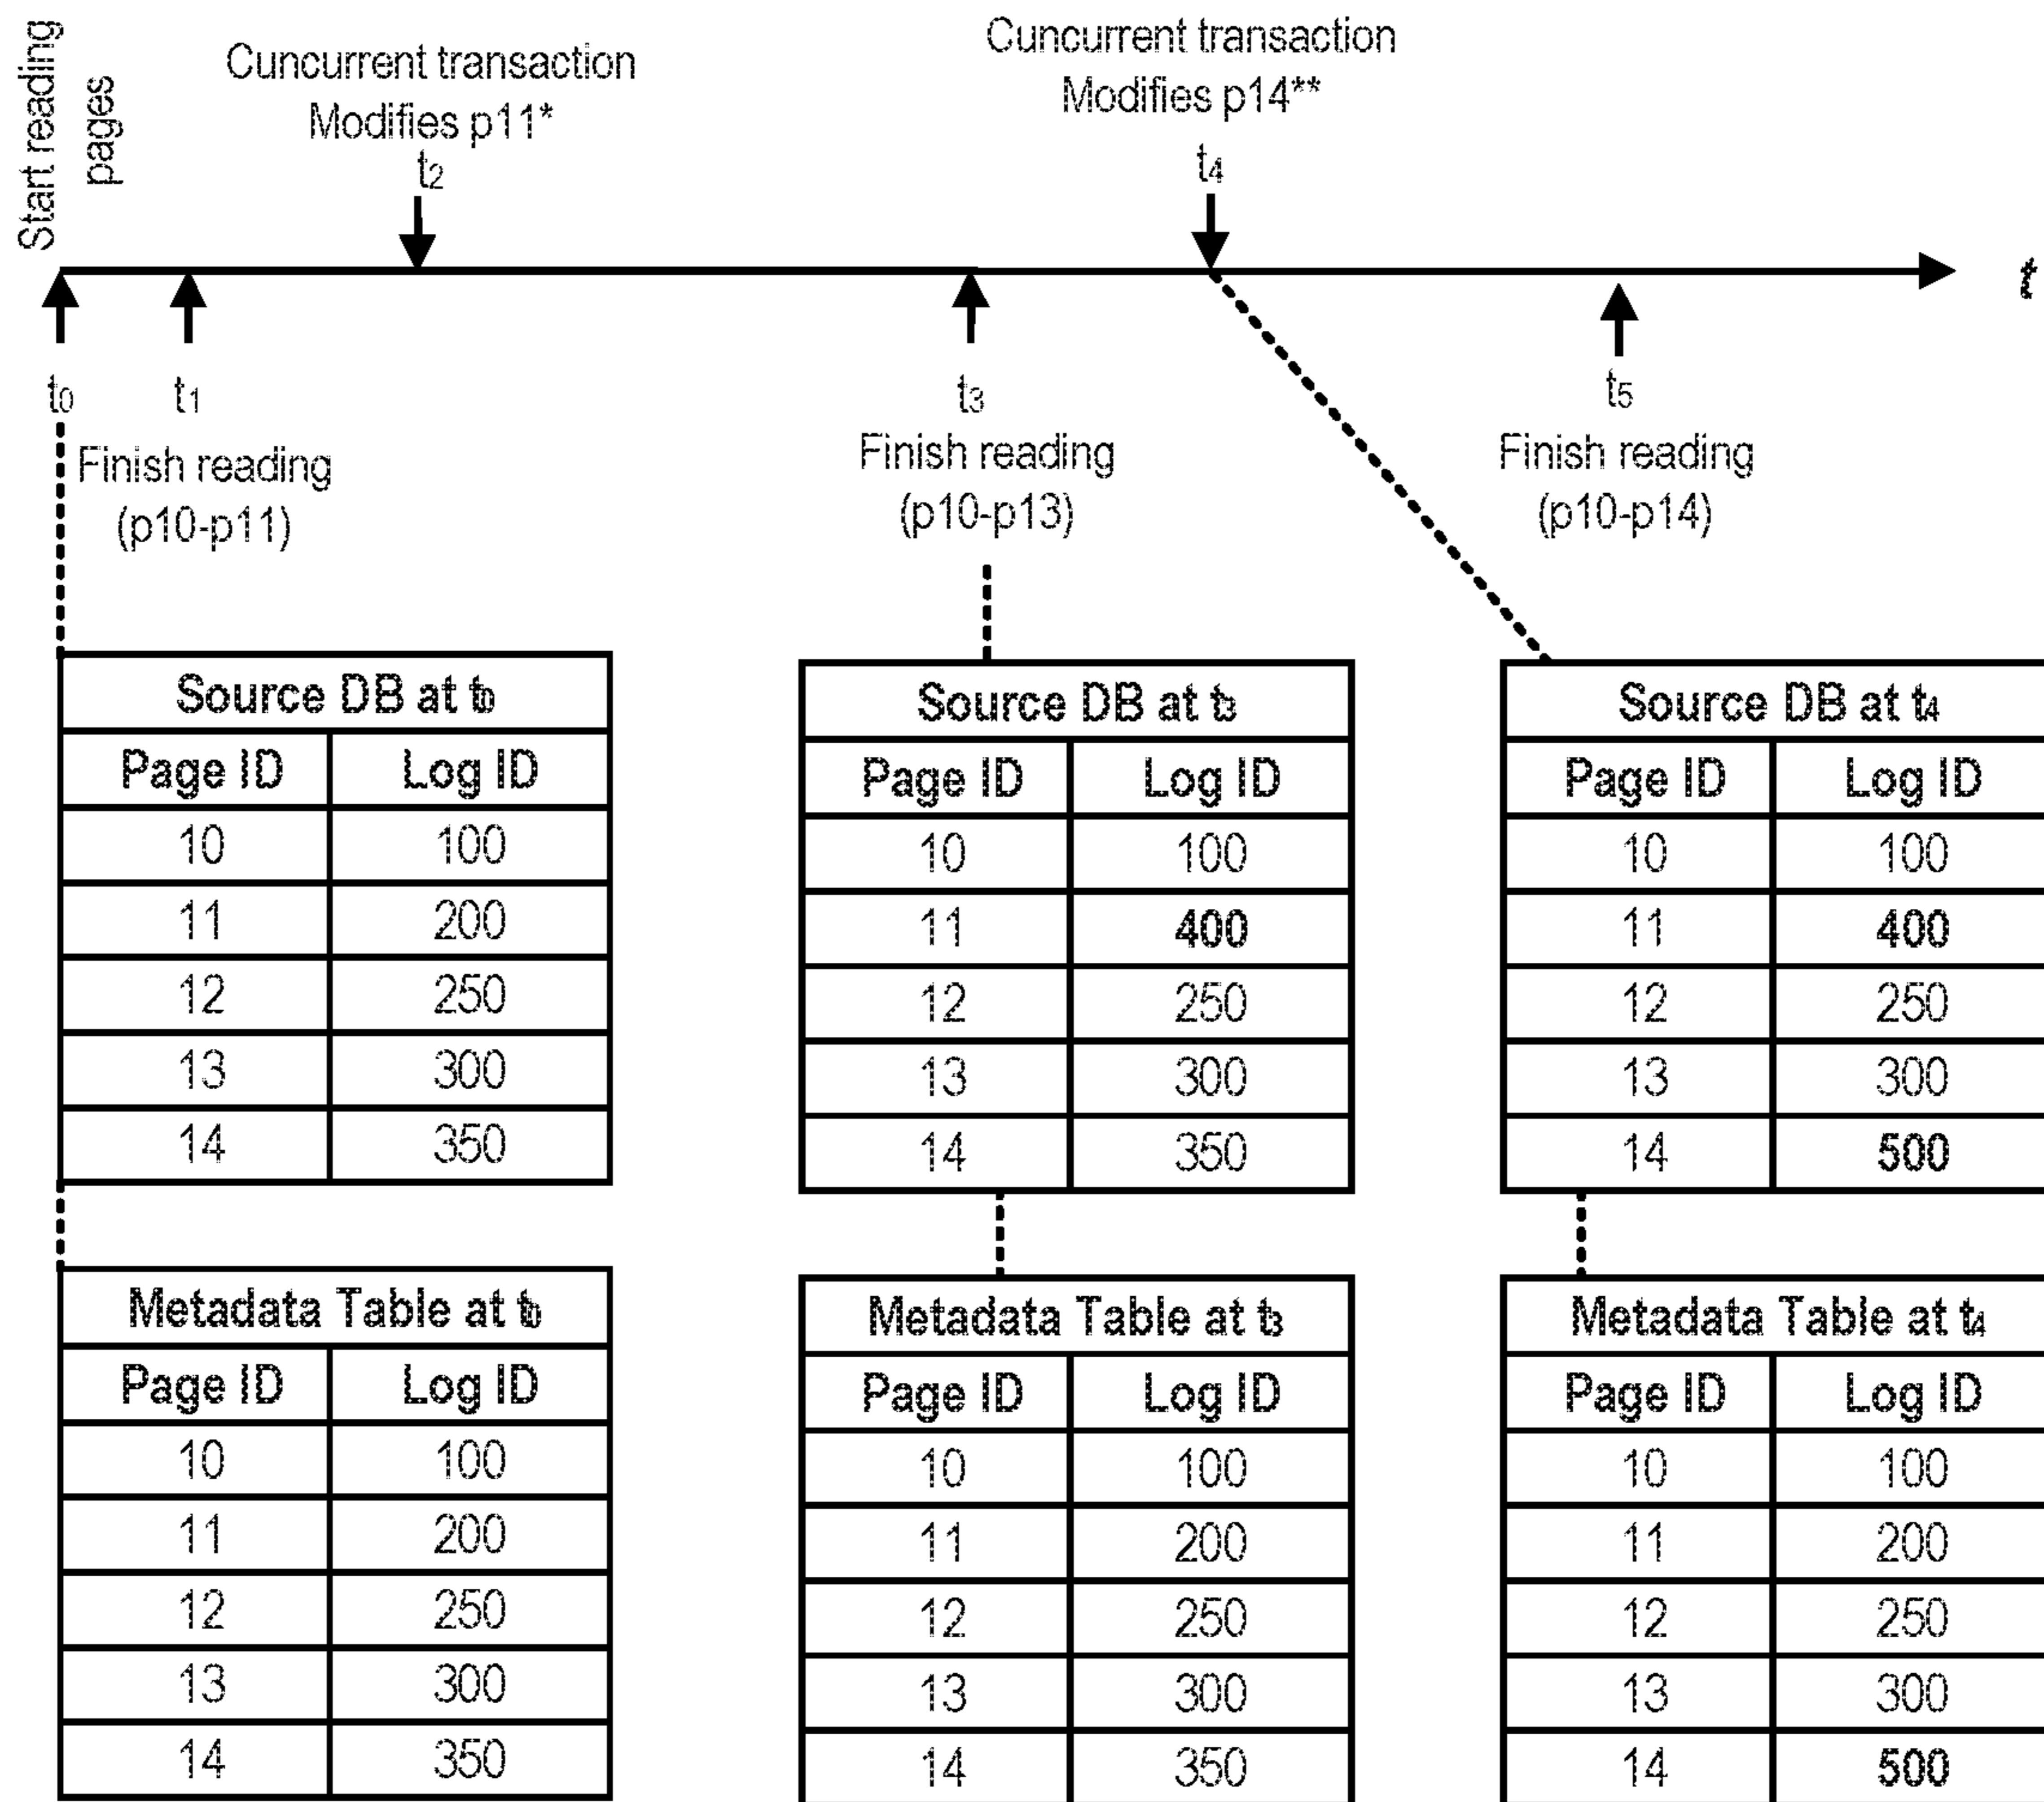 Start reading
pages
Cuncurrent transaction
Modifies p11*
t2
Cuncurrent transaction
Modifies p14**
t4
t
t0
t1
Finish reading
(p10-p11)
t3
Finish reading
(p10-p13)
t5
Finish reading
(p10-p14)
Source DB at t0
Page ID Log ID
10 100
11 200
12 250
13 300
14 350
Source DB at t3
Page ID Log ID
10 100
11 400
12 250
13 300
14 350
Source DB at t4
Page ID Log ID
10 100
11 400
12 250
13 300
14 500
Metadata Table at t0
Page ID Log ID
10 100
11 200
12 250
13 300
14 350
Metadata Table at t3
Page ID Log ID
10 100
11 200
12 250
13 300
14 350
Metadata Table at t4
Page ID Log ID
10 100
11 200
12 250
13 300
14 500